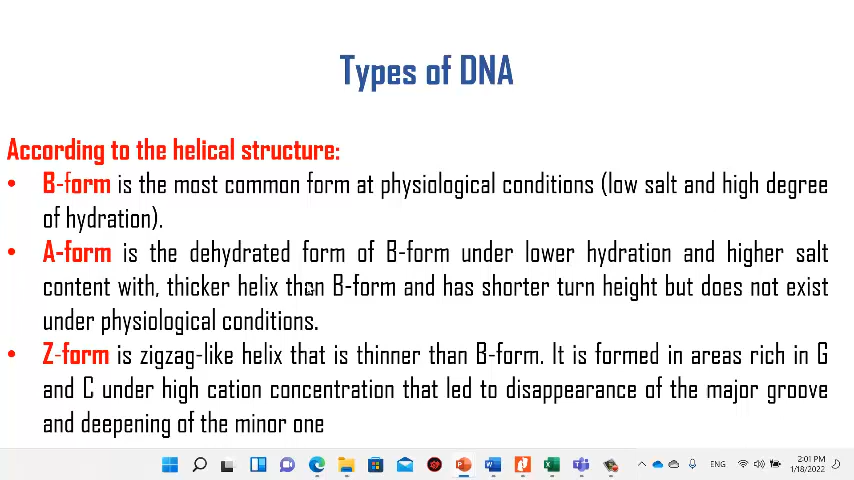 Types of DNA
According to the helical structure:
• B-form is the most common form at physiological conditions (low salt and high degree
of hydration).
• A-form is the dehydrated form of B-form under lower hydration and higher salt
content with, thicker helix than B-form and has shorter turn height but does not exist
under physiological conditions.
• Z-form is zigzag-like helix that is thinner than B-form. It is formed in areas rich in G
and C under high cation concentration that led to disappearance of the major groove
and deepening of the minor one
ENG
2:01 PM
1/18/2022